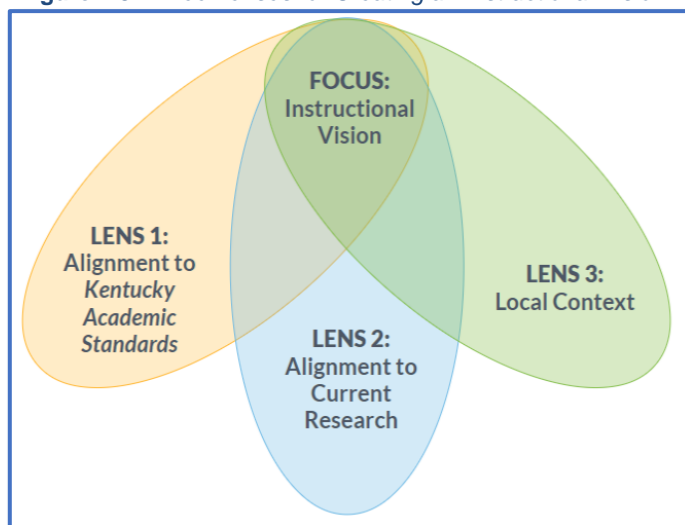 FOCUS:
Instructional
Vision
LENS 1:
Alignment to
Kentucky
Academic
Standards
LENS 2:
Alignment to
Current
Research
LENS 3:
Local Context